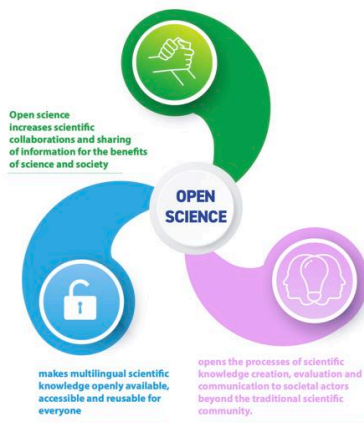 Open science
increases scientific
collaborations and sharing
of information for the benefits
of science and society
OPEN
SCIENCE
makes multilingual scientific
knowledge openly available,
accessible and reusable for
everyone
opens the processes of scientific
knowledge creation, evaluation and
communication to societal actors
beyond the traditional scientific
community.